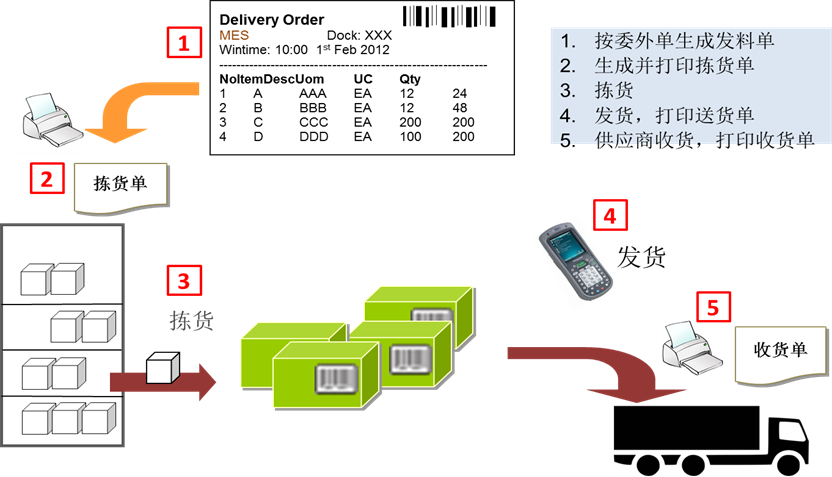 Delivery Order
MES Dock: XXX
Wintime: 10:00 1st Feb 2012
NoItemDescUom UC Qty
1 A AAA EA 12 24
2 B BBB EA 12 48
3 C CCC EA 200 200
4 D DDD EA 100 200
1
1. 按委外单生成发料单
2. 生成并打印拣货单
3. 拣货
4. 发货，打印送货单
5. 供应商收货，打印收货单
2
拣货单
3
拣货
4
发货
5
收货单